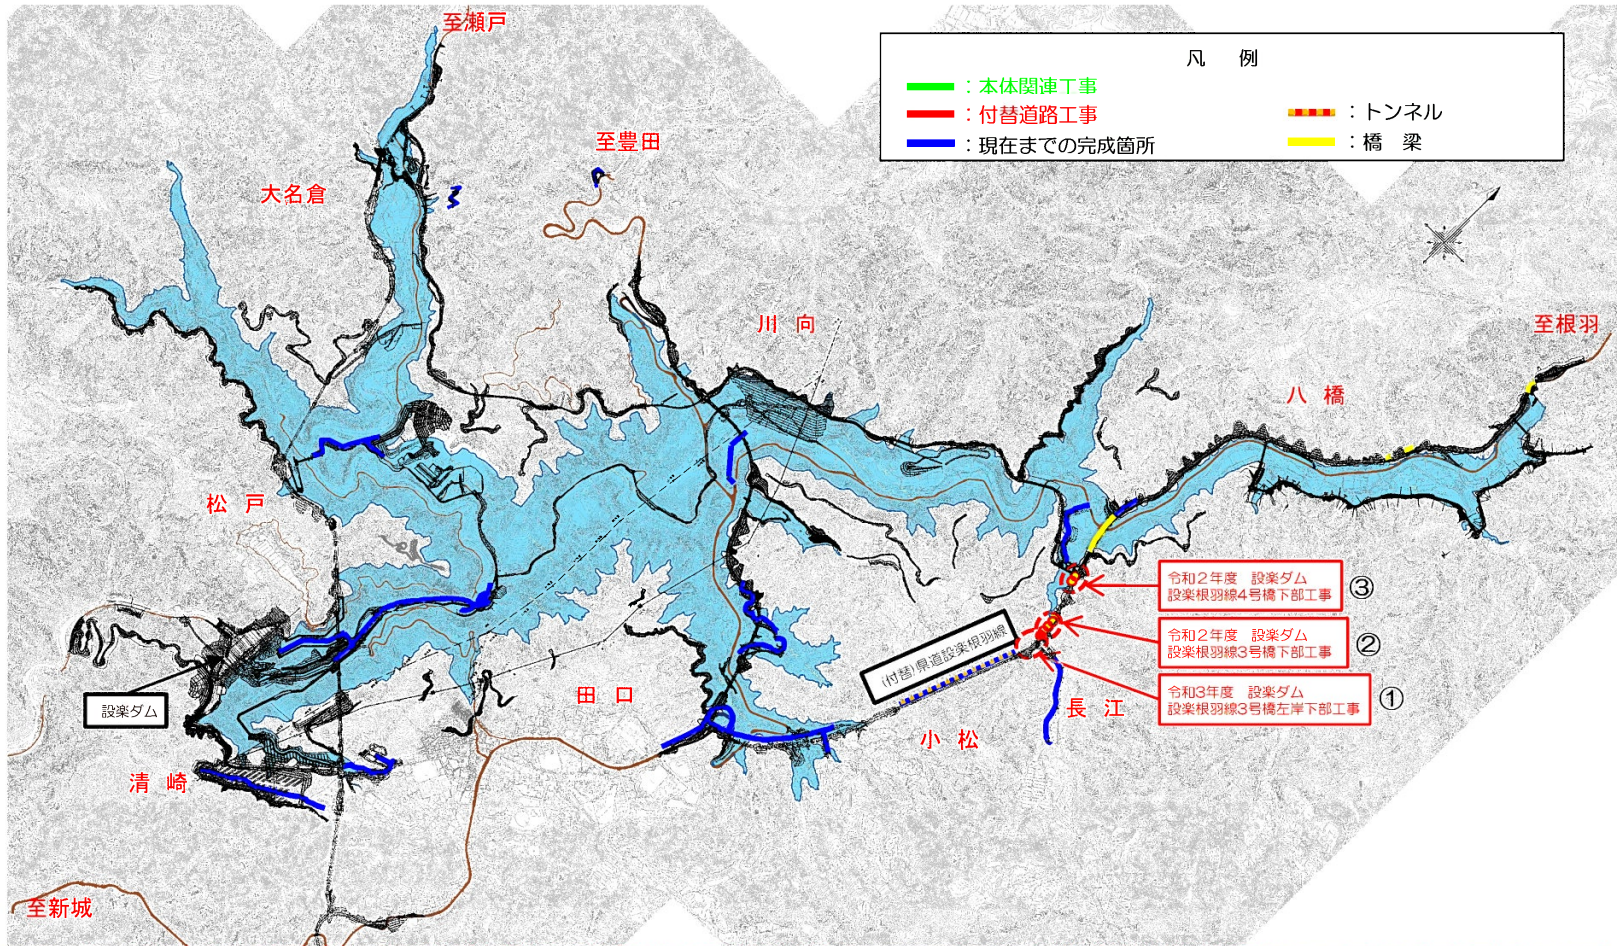 至瀬戸
凡　例
：本体関連工事
：付替道路工事
：トンネル
：現在までの完成箇所
：橋　梁
至豊田
大名倉
川　向
至根羽
八　橋
松　戸
令和２年度　設楽ダム
設楽根羽線4号橋下部工事
③
令和２年度　設楽ダム
設楽根羽線3号橋下部工事
②
(付替)県道設楽根羽線
令和3年度　設楽ダム
設楽根羽線3号橋左岸下部工事
①
設楽ダム
田　口
長　江
小　松
清　崎
至新城